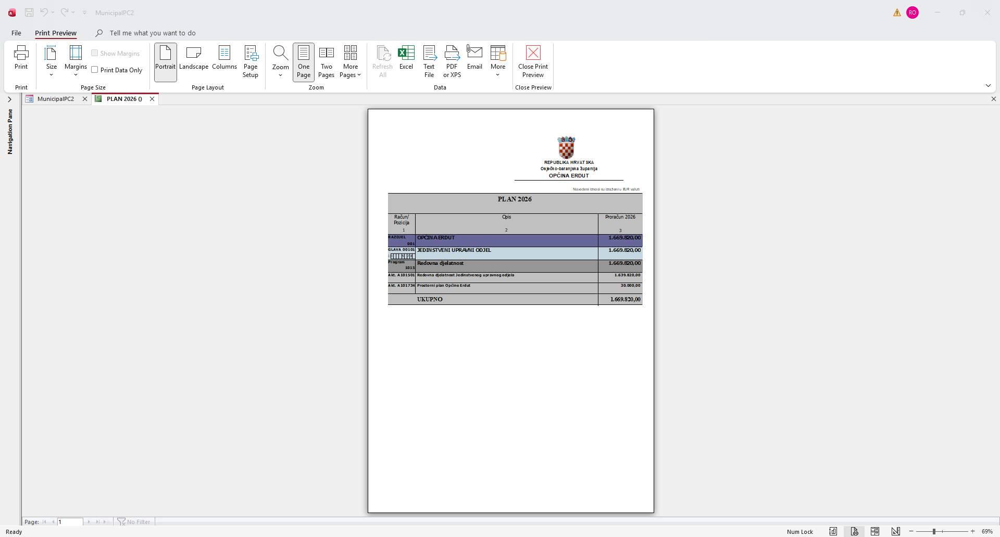 MunicipalPC2
RO
File
Print Preview
Tell me what you want to do
Print
Size
Margins
Show Margins
Print Data Only
Portrait
Landscape
Columns
Page Setup
Zoom
One Page
Two Pages
More Pages
Refresh All
Excel
Text File
PDF or XPS
Email
More
Close Print Preview
Print
Page Size
Page Layout
Zoom
Data
Close Preview
MunicipalPC2
PLAN 2026 ()
Navigation Pane
REPUBLIKA HRVATSKA
Osječko-baranjska županija
OPĆINA ERDUT
Navedeni iznosi su izraženi u EUR valuti
PLAN 2026
Račun/ Pozicija
Opis
Proračun 2026
1
2
3
RAZDJEL 001
OPĆINA ERDUT
1.669.820,00
GLAVA 00101
JEDINSTVENI UPRAVNI ODJEL
1.669.820,00
Program 1015
Redovna djelatnost
1.669.820,00
Akt. A101501
Redovna djelatnost Jedinstvenog upravnog odjela
1.639.820,00
Akt. A101734
Prostorni plan Općine Erdut
30.000,00
UKUPNO
1.669.820,00
Page:
1
No Filter
Ready
Num Lock
69%